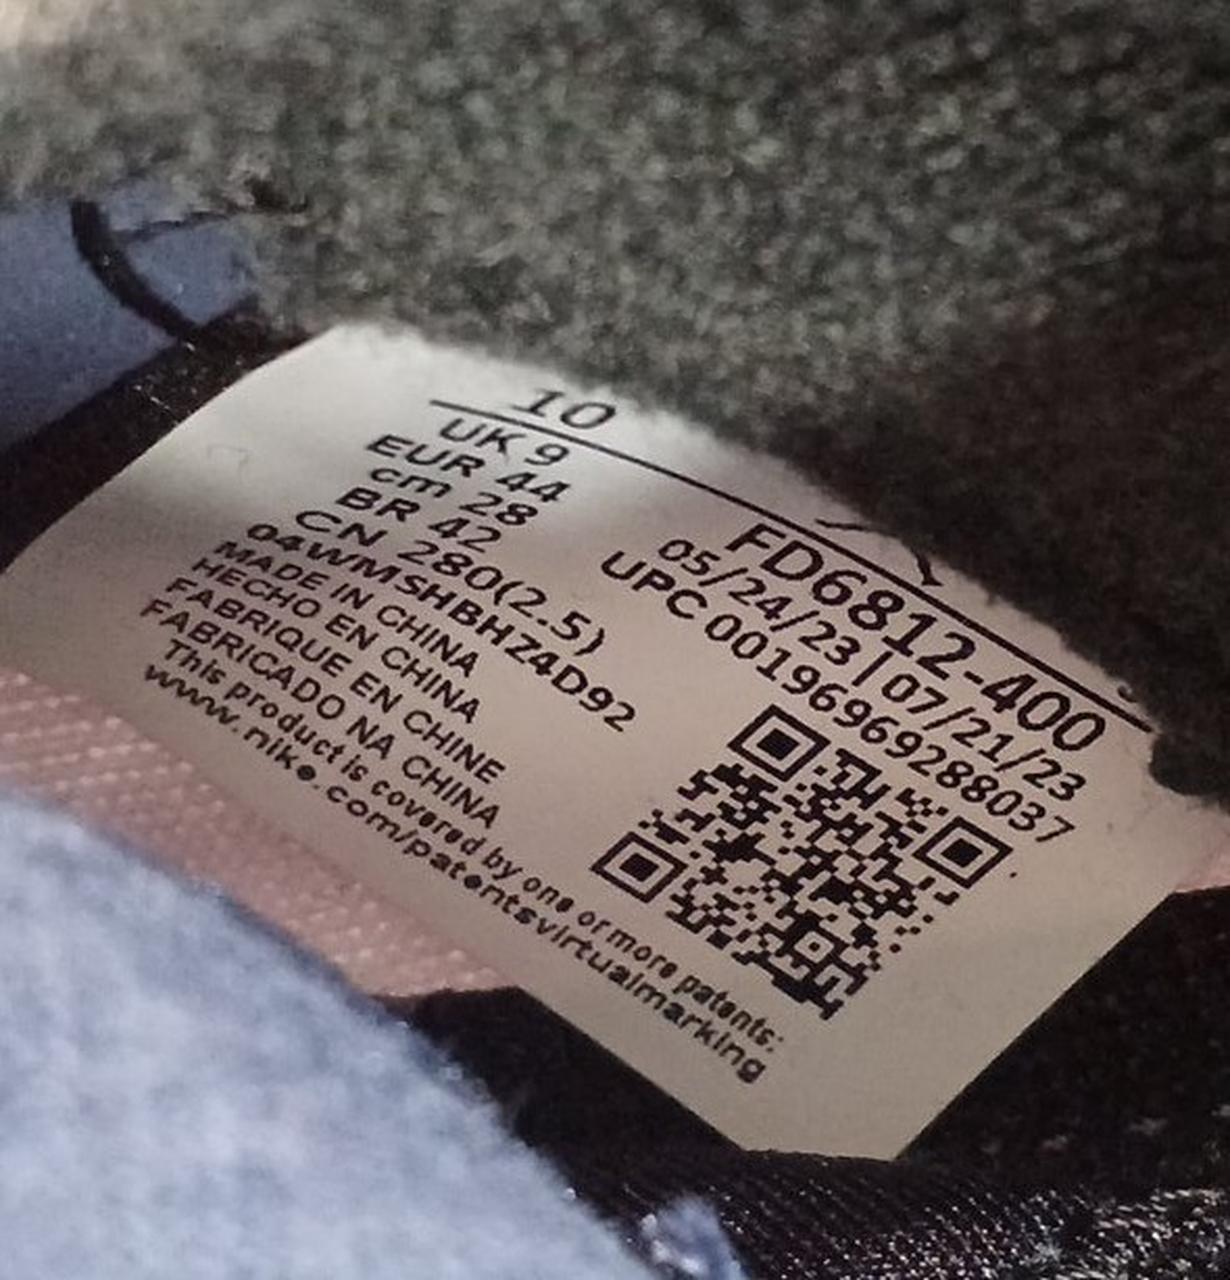 10
UK 9
EUR 44
cm 28
BR 42
CN 280(2.5)
04WMSHBHZ4D92
MADE IN CHINA
HECHO EN CHINA
FABRIQUE EN CHINE
FABRICADO NA CHINA
This product is covered by one or more patents:
www.nike.com/patentsvirtualmarking
FD6812-400
05/24/23 | 07/21/23
UPC 00196969288037